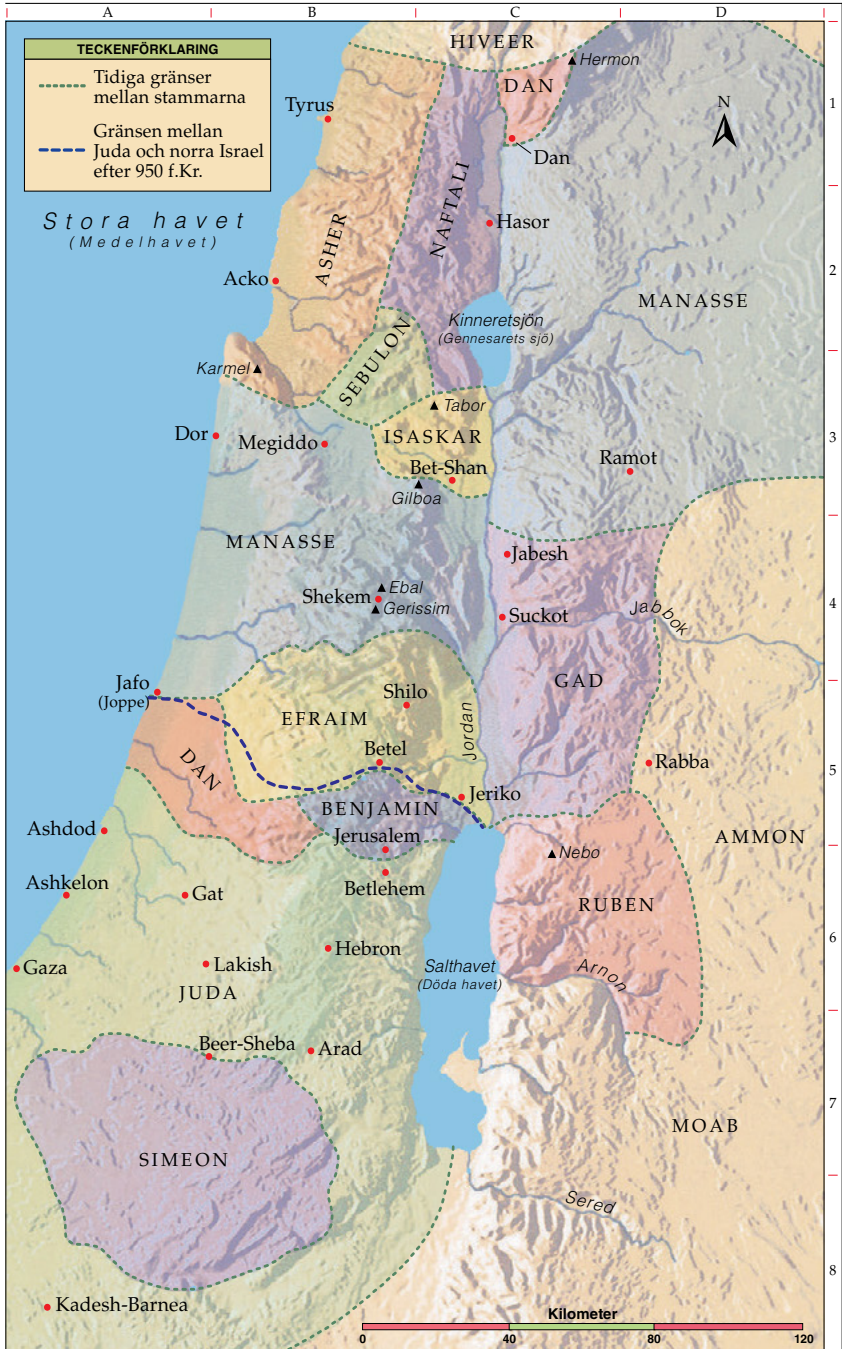 A
B
C
D
TECKENFÖRKLARING
Tidiga gränser
mellan stammarna
Gränsen mellan
Juda och norra Israel
efter 950 f.Kr.
HIVEER
Hermon
DAN
N
1
Tyrus
Dan
Stora havet
(Medelhavet)
ASHER
NAFTALI
Hasor
Acko
2
MANASSE
Kinneretsjön
(Gennesarets sjö)
SEBULON
Karmel
Tabor
Dor
Megiddo
ISASKAR
3
Bet-Shan
Ramot
Gilboa
MANASSE
Jabesh
Ebal
Shekem
Gerissim
Suckot
Jabbok
4
Jafo
(Joppe)
EFRAIM
Shilo
GAD
Jordan
DAN
Betel
Rabba
5
Jeriko
BENJAMIN
Ashdod
Jerusalem
AMMON
Nebo
Ashkelon
Gat
Betlehem
RUBEN
6
Hebron
Gaza
Lakish
Salthavet
(Döda havet)
Arnon
JUDA
Beer-Sheba
Arad
7
MOAB
SIMEON
Sered
8
Kadesh-Barnea
Kilometer
0
40
80
120